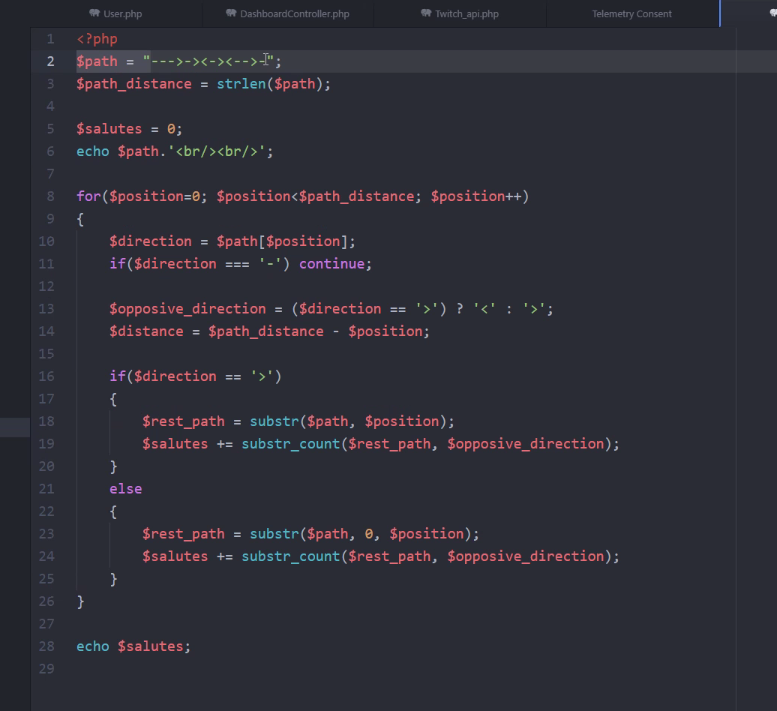 User.php DashboardController.php Twitch_api.php Telemetry Consent
1 <?php
2 $path = "--->-><-><-->-";
3 $path_distance = strlen($path);
4
5 $salutes = 0;
6 echo $path.'<br/><br/>';
7
8 for($position=0; $position<$path_distance; $position++)
9 {
10 $direction = $path[$position];
11 if($direction === '-') continue;
12
13 $opposive_direction = ($direction == '>') ? '<' : '>';
14 $distance = $path_distance - $position;
15
16 if($direction == '>')
17 {
18 $rest_path = substr($path, $position);
19 $salutes += substr_count($rest_path, $opposive_direction);
20 }
21 else
22 {
23 $rest_path = substr($path, 0, $position);
24 $salutes += substr_count($rest_path, $opposive_direction);
25 }
26 }
27
28 echo $salutes;
29